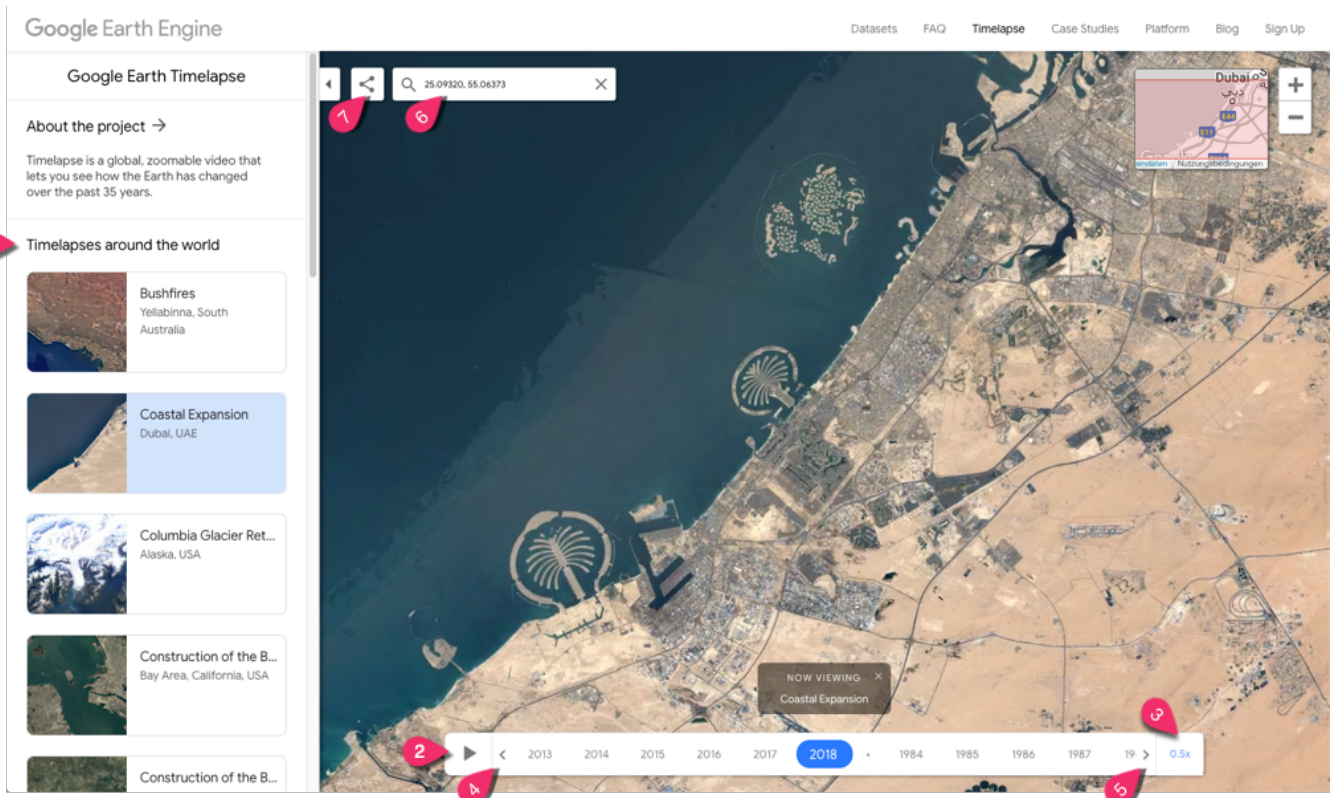 Google Earth Engine
Datasets FAQ Timelapse Case Studies Platform Blog Sign Up
Google Earth Timelapse
About the project →
Timelapse is a global, zoomable video that
lets you see how the Earth has changed
over the past 35 years.
Timelapses around the world
Bushfires
Yellabinna, South
Australia
Coastal Expansion
Dubai, UAE
Columbia Glacier Ret...
Alaska, USA
Construction of the B...
Bay Area, California, USA
Construction of the B...
7
25.09320, 55.06373
6
Dubai
دبي
E44
E11
endaten Nutzungsbedingungen
+
−
NOW VIEWING ×
Coastal Expansion
3
2
2013 2014 2015 2016 2017 2018 • 1984 1985 1986 1987 19 0.5x
4
5